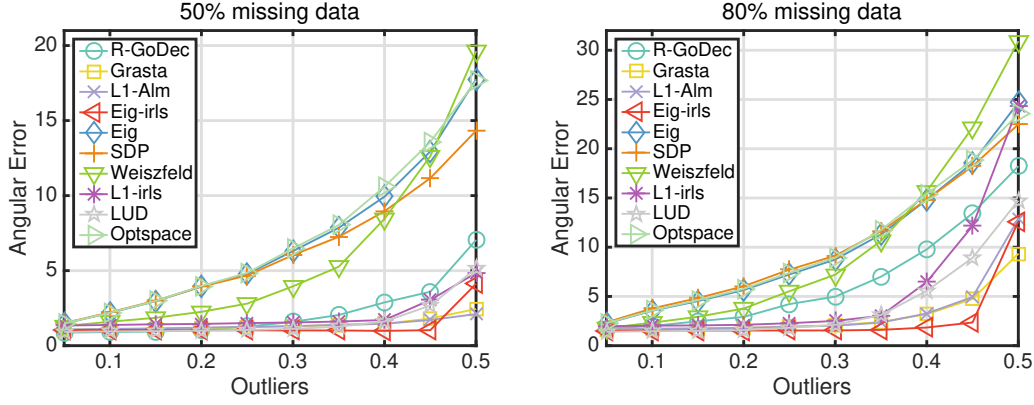 50% missing data
20
15
10
5
0
0.1
0.2
0.3
0.4
0.5
Angular Error
Outliers
R-GoDec
Grasta
L1-Alm
Eig-irls
Eig
SDP
Weiszfeld
L1-irls
LUD
Optspace
80% missing data
30
25
20
15
10
5
0
0.1
0.2
0.3
0.4
0.5
Angular Error
Outliers
R-GoDec
Grasta
L1-Alm
Eig-irls
Eig
SDP
Weiszfeld
L1-irls
LUD
Optspace